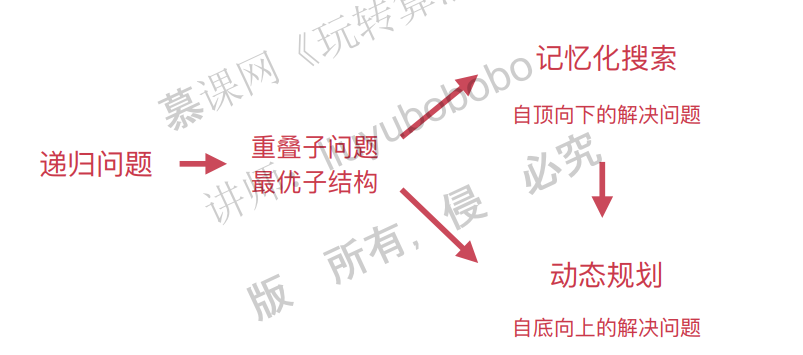 慕课网《玩转算
讲师：liuyubobobo
版 所有，侵 必究
递归问题
重叠子问题
最优子结构
记忆化搜索
自顶向下的解决问题
动态规划
自底向上的解决问题